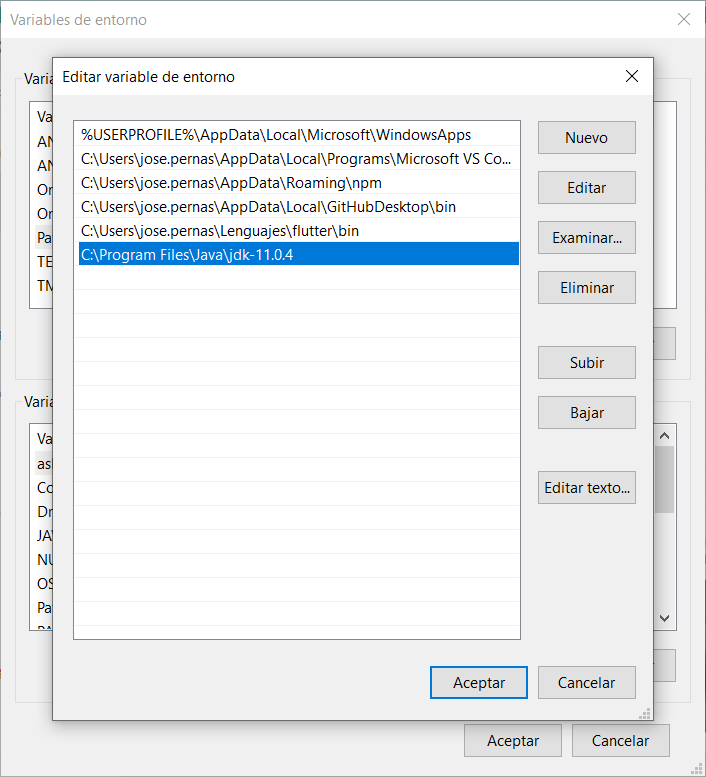 Variables de entorno
Editar variable de entorno
%USERPROFILE%\AppData\Local\Microsoft\WindowsApps
C:\Users\jose.pernas\AppData\Local\Programs\Microsoft VS Co...
C:\Users\jose.pernas\AppData\Roaming\npm
C:\Users\jose.pernas\AppData\Local\GitHubDesktop\bin
C:\Users\jose.pernas\Lenguajes\flutter\bin
C:\Program Files\Java\jdk-11.0.4
Nuevo
Editar
Examinar...
Eliminar
Subir
Bajar
Editar texto...
Aceptar
Cancelar
Varia
Va
AN
AN
On
On
Pa
TE
TM
Varia
Va
asl
Co
Dr
JAV
NU
OS
Pa
Aceptar
Cancelar